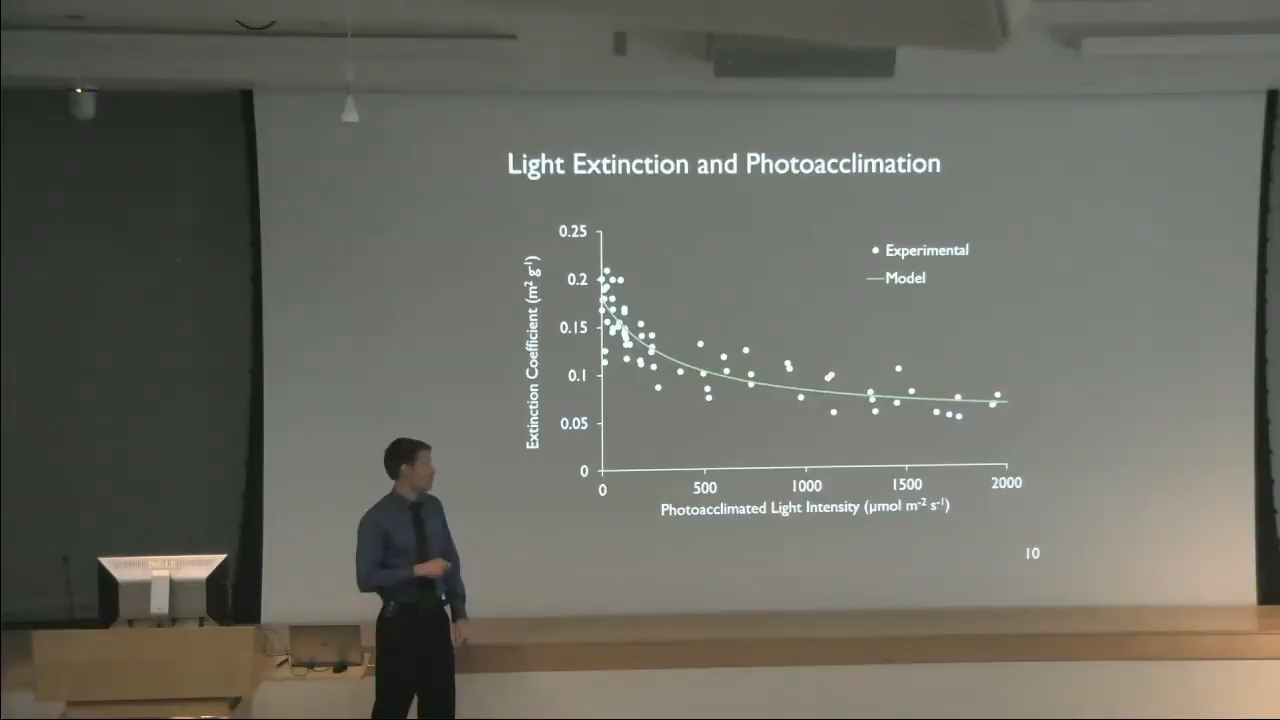 Light Extinction and Photoacclimation
0.25
0.2
0.15
0.1
0.05
0
Extinction Coefficient (m² g⁻¹)
Experimental
Model
0 500 1000 1500 2000
Photoacclimated Light Intensity (µmol m⁻² s⁻¹)
10